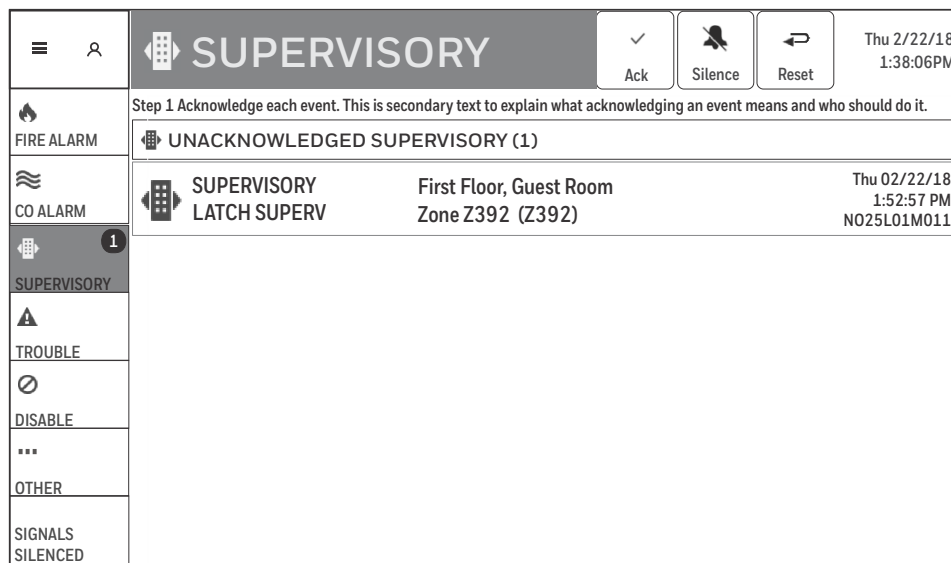 SUPERVISORY
Ack
Silence
Reset
Thu 2/22/18
1:38:06PM
Step 1 Acknowledge each event. This is secondary text to explain what acknowledging an event means and who should do it.
UNACKNOWLEDGED SUPERVISORY (1)
SUPERVISORY
LATCH SUPERV
First Floor, Guest Room
Zone Z392 (Z392)
Thu 02/22/18
1:52:57 PM
N025L01M011
FIRE ALARM
CO ALARM
1
SUPERVISORY
TROUBLE
DISABLE
OTHER
SIGNALS
SILENCED